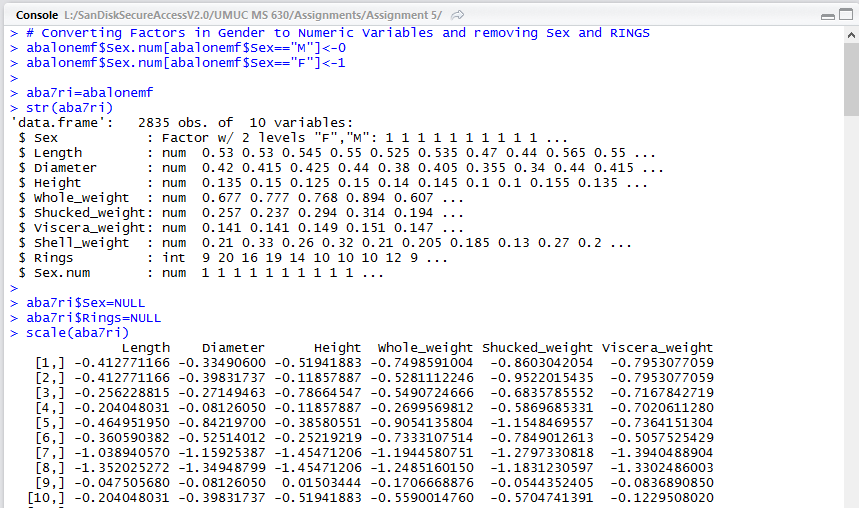 Console L:/SanDiskSecureAccessV2.0/UMUC MS 630/Assignments/Assignment 5/
> # Converting Factors in Gender to Numeric Variables and removing Sex and RINGS
> abalonemf$Sex.num[abalonemf$Sex=="M"]<-0
> abalonemf$Sex.num[abalonemf$Sex=="F"]<-1
>
> aba7ri=abalonemf
> str(aba7ri)
'data.frame':   2835 obs. of  10 variables:
 $ Sex           : Factor w/ 2 levels "F","M": 1 1 1 1 1 1 1 1 1 1 ...
 $ Length        : num  0.53 0.53 0.545 0.55 0.525 0.535 0.47 0.44 0.565 0.55 ...
 $ Diameter      : num  0.42 0.415 0.425 0.44 0.38 0.405 0.355 0.34 0.44 0.415 ...
 $ Height        : num  0.135 0.15 0.125 0.15 0.14 0.145 0.1 0.1 0.155 0.135 ...
 $ Whole_weight  : num  0.677 0.777 0.768 0.894 0.607 ...
 $ Shucked_weight: num  0.257 0.237 0.294 0.314 0.194 ...
 $ Viscera_weight: num  0.141 0.141 0.149 0.151 0.147 ...
 $ Shell_weight  : num  0.21 0.33 0.26 0.32 0.21 0.205 0.185 0.13 0.27 0.2 ...
 $ Rings         : int  9 20 16 19 14 10 10 10 12 9 ...
 $ Sex.num       : num  1 1 1 1 1 1 1 1 1 1 ...
>
> aba7ri$Sex=NULL
> aba7ri$Rings=NULL
> scale(aba7ri)
Length Diameter Height Whole_weight Shucked_weight Viscera_weight
[1,] -0.412771166 -0.33490600 -0.51941883 -0.7498591004 -0.8603042054 -0.7953077059
[2,] -0.412771166 -0.39831737 -0.11857887 -0.5281112246 -0.9522015435 -0.7953077059
[3,] -0.256228815 -0.27149463 -0.78664547 -0.5490724666 -0.6835785552 -0.7167842719
[4,] -0.204048031 -0.08126050 -0.11857887 -0.2699569812 -0.5869685331 -0.7020611280
[5,] -0.464951950 -0.84219700 -0.38580551 -0.9054135804 -1.1548469557 -0.7364151304
[6,] -0.360590382 -0.52514012 -0.25219219 -0.7333107514 -0.7849012613 -0.5057525429
[7,] -1.038940570 -1.15925387 -1.45471206 -1.1944580751 -1.2797330818 -1.3940488904
[8,] -1.352025272 -1.34948799 -1.45471206 -1.2485160150 -1.1831230597 -1.3302486003
[9,] -0.047505680 -0.08126050 0.01503444 -0.1706668876 -0.0544352405 -0.0836890850
[10,] -0.204048031 -0.39831737 -0.51941883 -0.5590014760 -0.5704741391 -0.1229508020